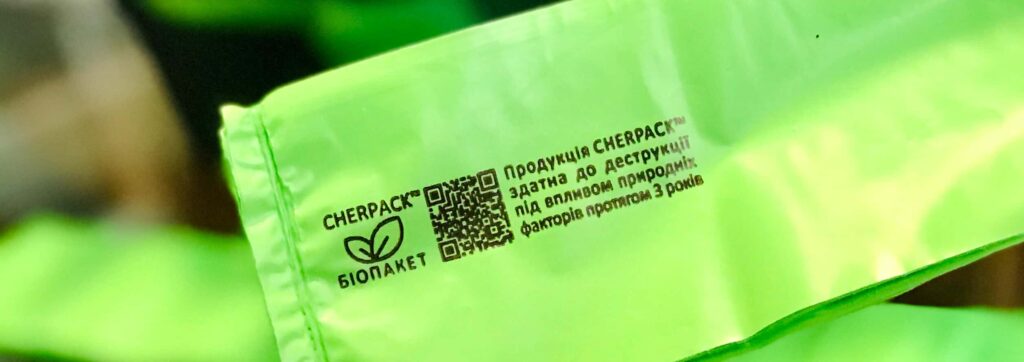 CHERPACK™
БІОПАКЕТ
Продукція CHERPACK™
здатна до деструкції
під впливом природніх
факторів протягом 3 років